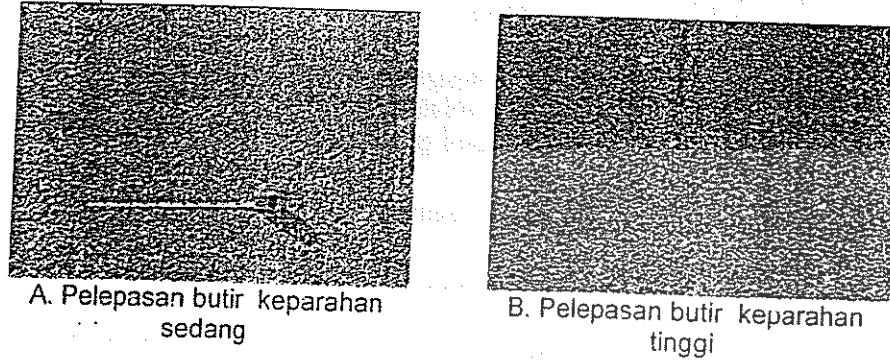 A. Pelepasan butir keparahan
sedang
B. Pelepasan butir keparahan
tinggi